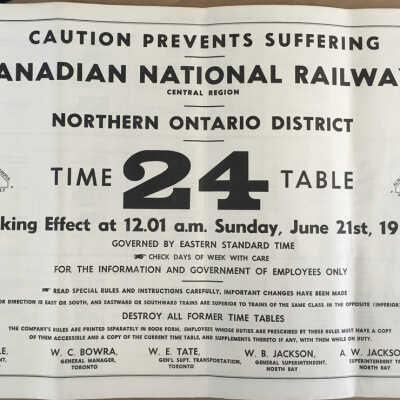 CAUTION PREVENTS SUFFERING
ANADIAN NATIONAL RAILWAY
CENTRAL REGION
NORTHERN ONTARIO DISTRICT
TIME 24 TABLE
king Effect at 12.01 a.m. Sunday, June 21st, 19
GOVERNED BY EASTERN STANDARD TIME
☛ CHECK DAYS OF WEEK WITH CARE
FOR THE INFORMATION AND GOVERNMENT OF EMPLOYEES ONLY
☛ READ SPECIAL RULES AND INSTRUCTIONS CAREFULLY, IMPORTANT CHANGES HAVE BEEN MADE
OR DIRECTION IS EAST OR SOUTH, AND EASTWARD OR SOUTHWARD TRAINS ARE SUPERIOR TO TRAINS OF THE SAME CLASS IN THE OPPOSITE (INFERIOR)
DESTROY ALL FORMER TIME TABLES
THE COMPANY'S RULES ARE PRINTED SEPARATELY IN BOOK FORM. EMPLOYEES WHOSE DUTIES ARE PRESCRIBED BY THESE RULES MUST HAVE A COPY
OF THEM ACCESSIBLE AND A COPY OF THE CURRENT TIME TABLE, AND SUPPLEMENTS THERETO IF ANY, WITH THEM WHILE ON DUTY.
LE, W. C. BOWRA, W. E. TATE, W. B. JACKSON, A. W. JACKSO
GENERAL MANAGER, GEN'L SUPT. TRANSPORTATION, GENERAL SUPERINTENDENT, SUPERINTENDENT
TORONTO TORONTO NORTH BAY NORTH BAY